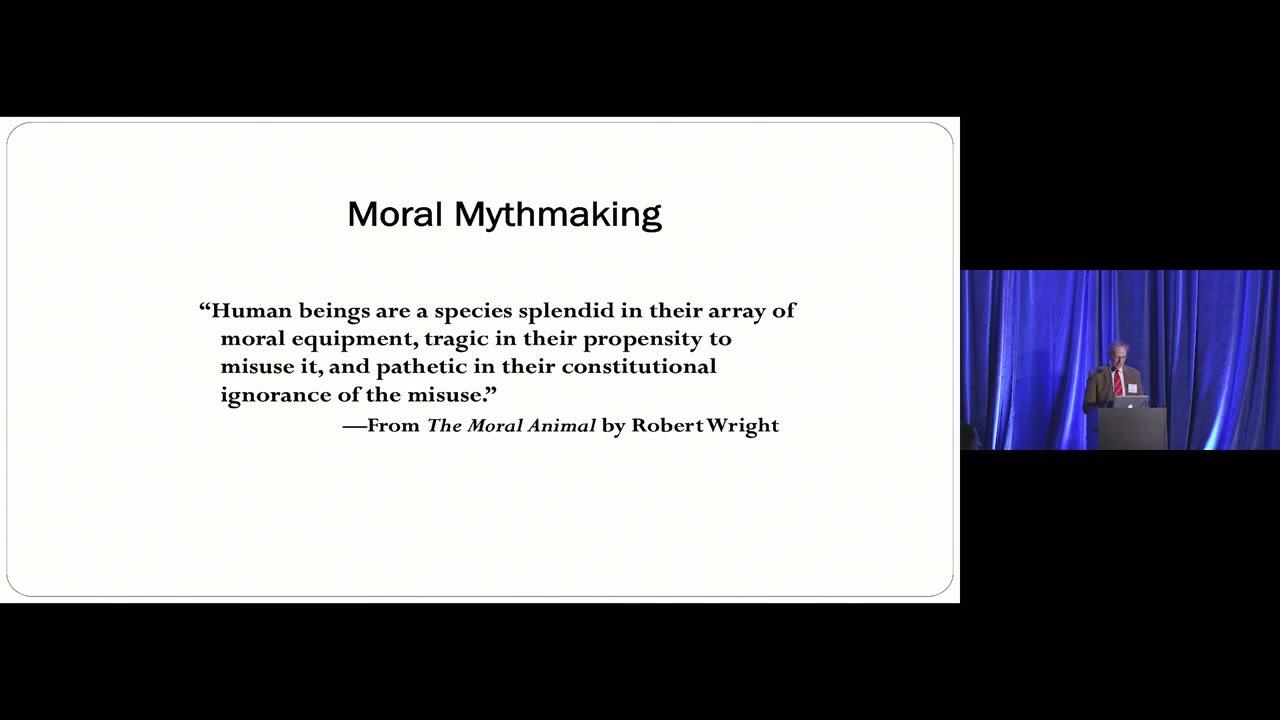 Moral Mythmaking
“Human beings are a species splendid in their array of
moral equipment, tragic in their propensity to
misuse it, and pathetic in their constitutional
ignorance of the misuse.”
—From The Moral Animal by Robert Wright